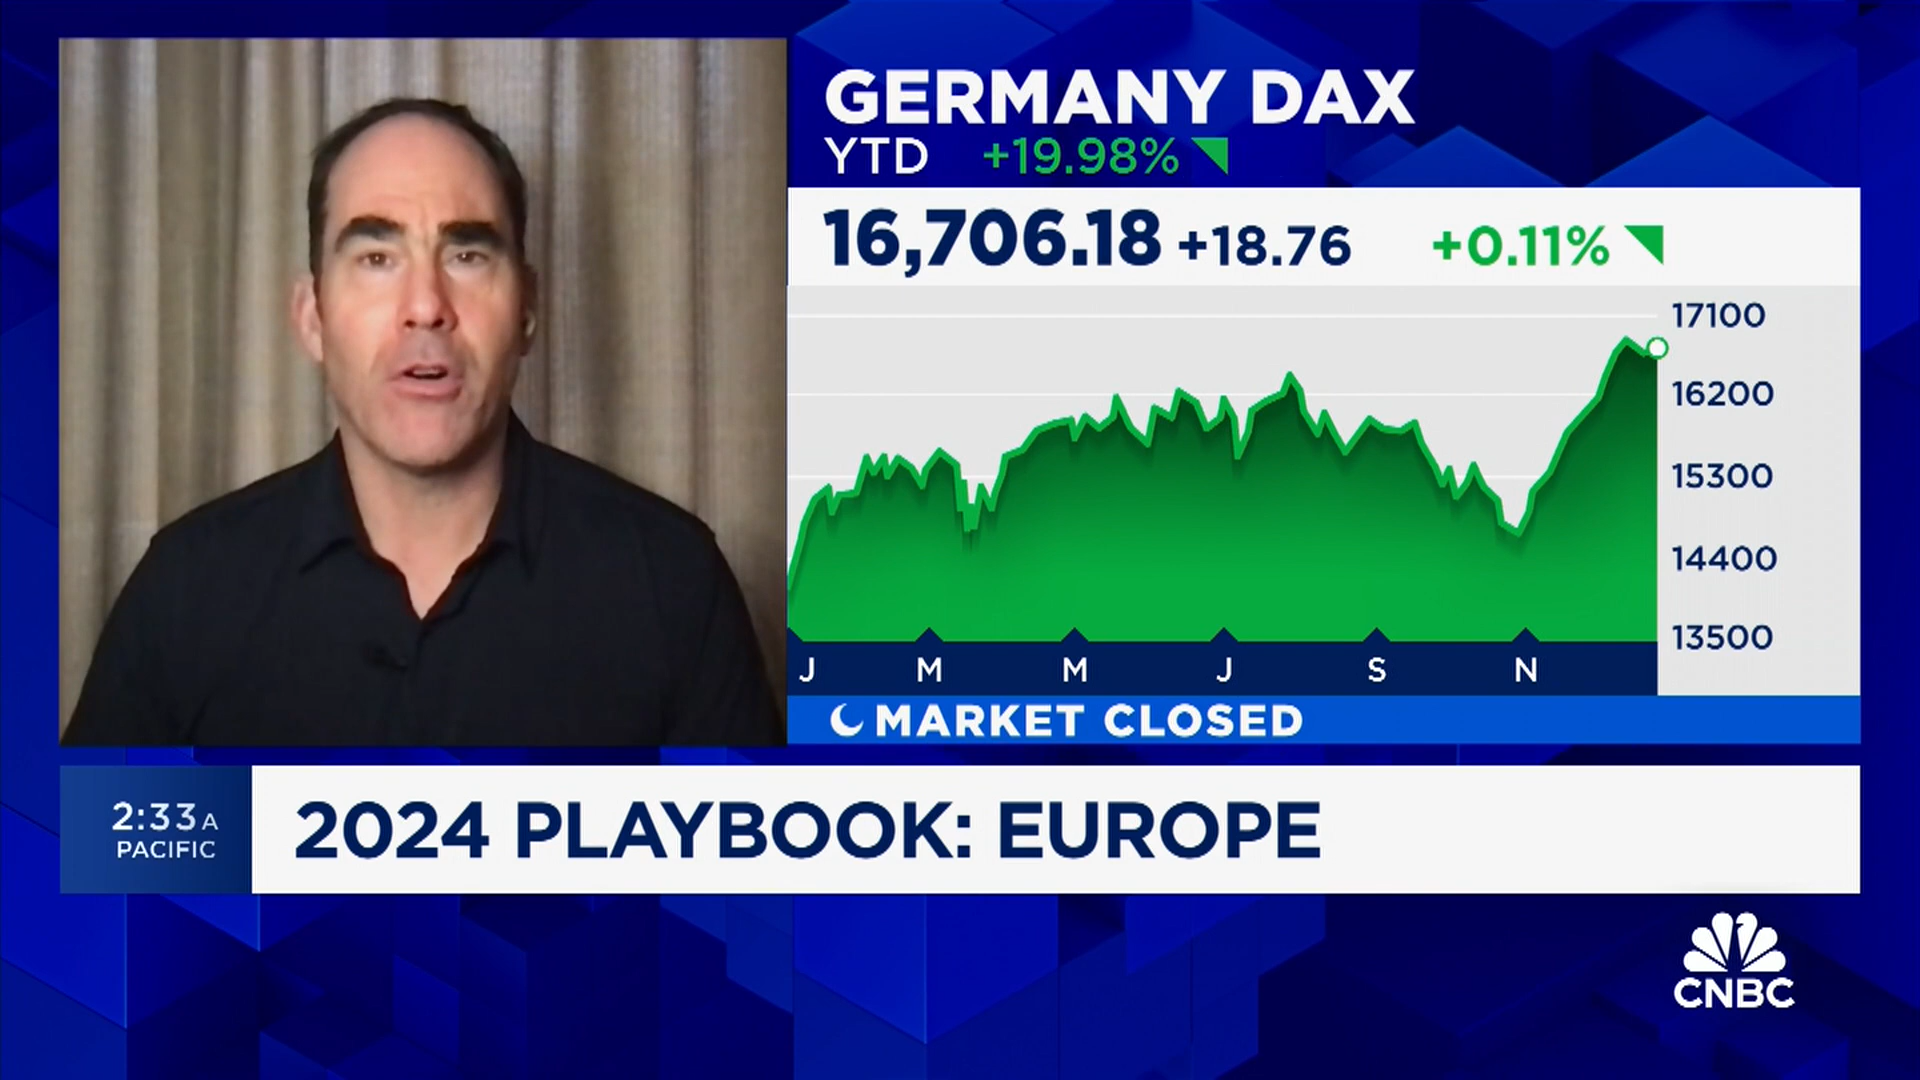 GERMANY DAX
YTD +19.98%
16,706.18 +18.76 +0.11%
17100
16200
15300
14400
13500
J M M J S N
MARKET CLOSED
2:33A
PACIFIC
2024 PLAYBOOK: EUROPE
CNBC